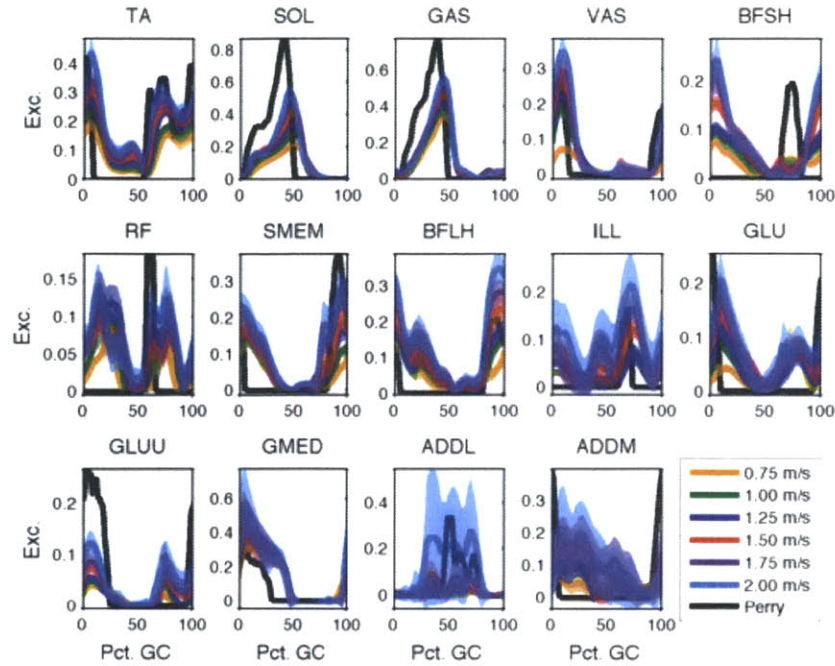 TA SOL GAS VAS BFSH
Exc.
0.4 0.3 0.2 0.1 0
0.8 0.6 0.4 0.2 0
0.6 0.4 0.2 0
0.3 0.2 0.1 0
0.2 0.1 0
0 50 100 0 50 100 0 50 100 0 50 100 0 50 100
RF SMEM BFLH ILL GLU
Exc.
0.15 0.1 0.05 0
0.3 0.2 0.1 0
0.3 0.2 0.1 0
0.2 0.1 0
0.2 0.1 0
0 50 100 0 50 100 0 50 100 0 50 100 0 50 100
GLUU GMED ADDL ADDM
Exc.
0.2 0.1 0
0.6 0.4 0.2 0
0.4 0.2 0
0.3 0.2 0.1 0
0 50 100 0 50 100 0 50 100 0 50 100
Pct. GC Pct. GC Pct. GC Pct. GC
0.75 m/s
1.00 m/s
1.25 m/s
1.50 m/s
1.75 m/s
2.00 m/s
Perry